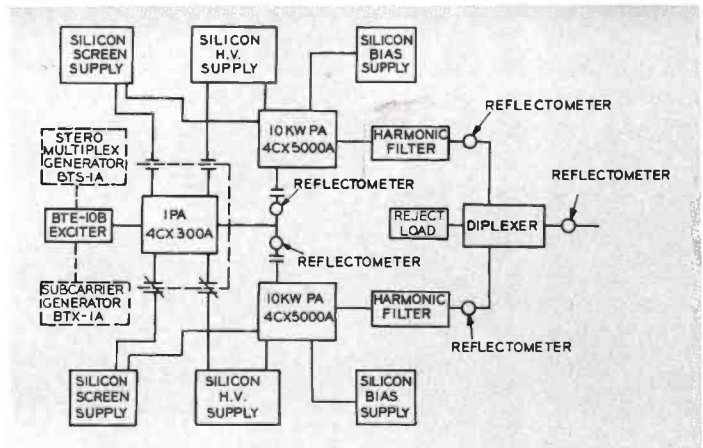 SILICON
SCREEN
SUPPLY
SILICON
H.V.
SUPPLY
SILICON
BIAS
SUPPLY
REFLECTOMETER
10 KW PA
4CX5000A
HARMONIC
FILTER
STERO
MULTIPLEX
GENERATOR
BTS-1A
REFLECTOMETER
REFLECTOMETER
BTE-10B
EXCITER
IPA
4CX300A
REJECT
LOAD
DIPLEXER
REFLECTOMETER
SUBCARRIER
GENERATOR
BTX-1A
10KW PA
4CX5000A
HARMONIC
FILTER
REFLECTOMETER
SILICON
SCREEN
SUPPLY
SILICON
H.V.
SUPPLY
SILICON
BIAS
SUPPLY